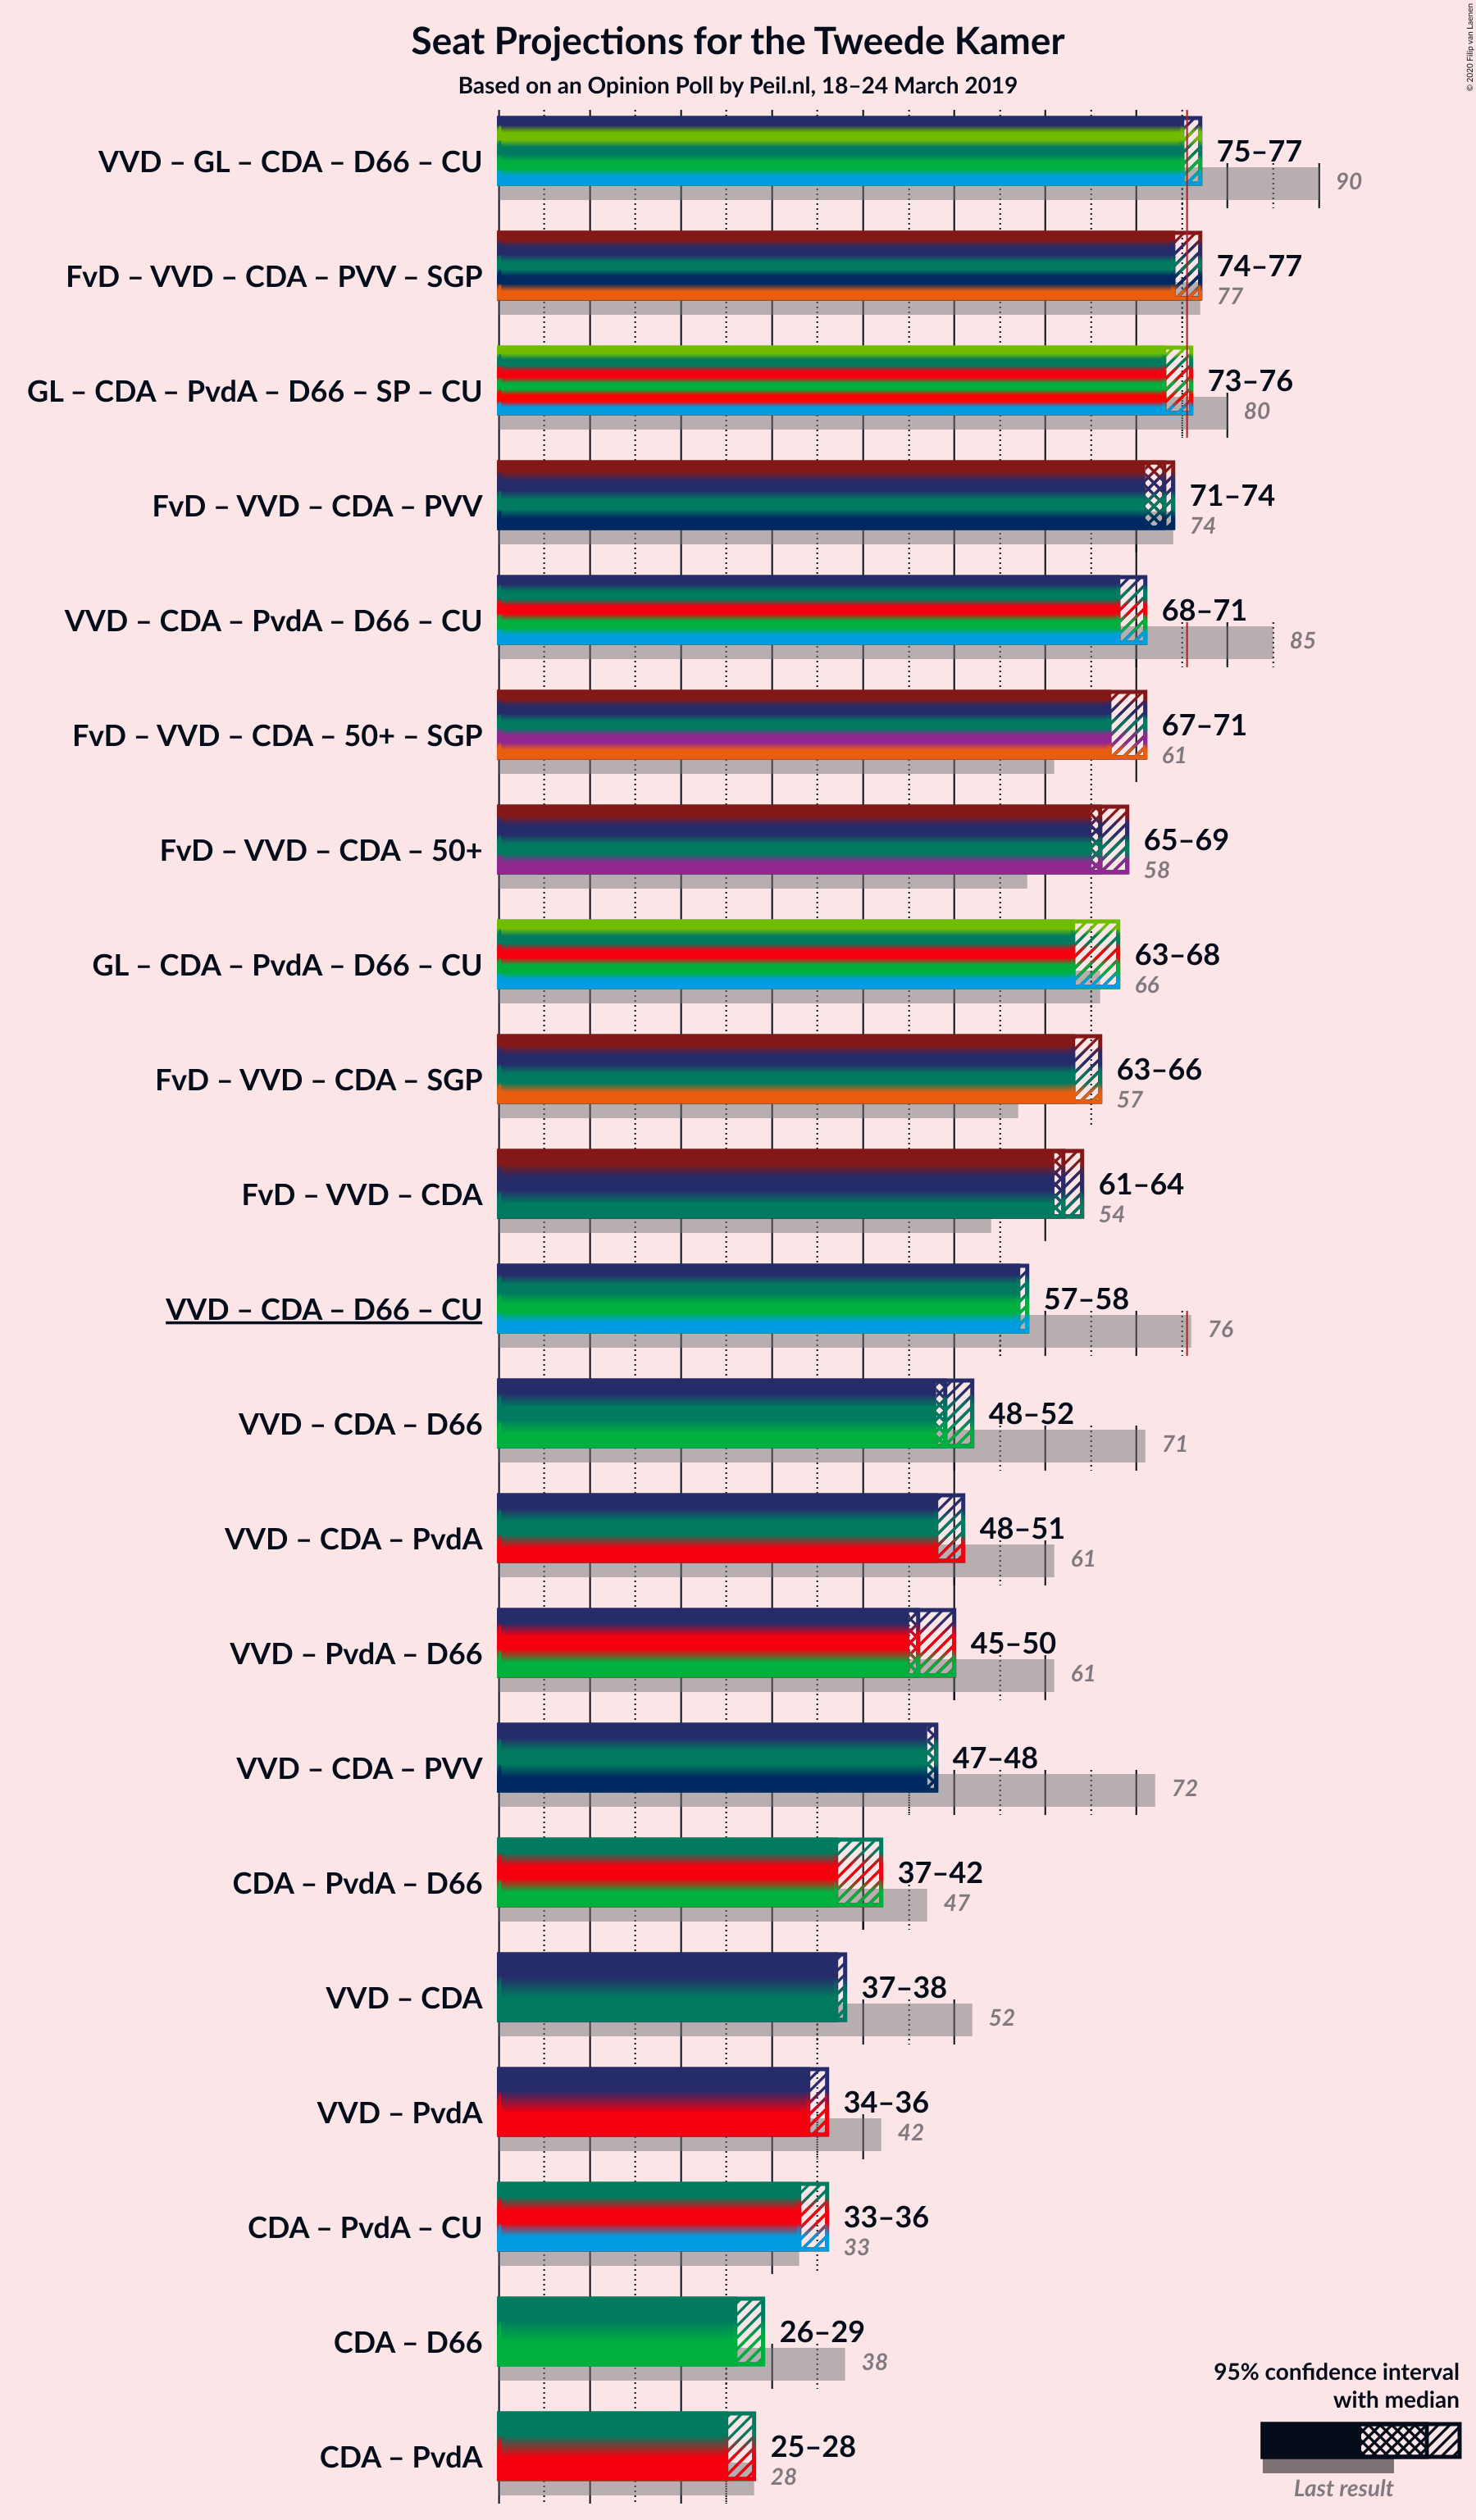 Seat Projections for the Tweede Kamer
Based on an Opinion Poll by Peil.nl, 18–24 March 2019
© 2020 Filip van Laenen
VVD – GL – CDA – D66 – CU
75–77
90
FvD – VVD – CDA – PVV – SGP
74–77
77
GL – CDA – PvdA – D66 – SP – CU
73–76
80
FvD – VVD – CDA – PVV
71–74
74
VVD – CDA – PvdA – D66 – CU
68–71
85
FvD – VVD – CDA – 50+ – SGP
67–71
61
FvD – VVD – CDA – 50+
65–69
58
GL – CDA – PvdA – D66 – CU
63–68
66
FvD – VVD – CDA – SGP
63–66
57
FvD – VVD – CDA
61–64
54
VVD – CDA – D66 – CU
57–58
76
VVD – CDA – D66
48–52
71
VVD – CDA – PvdA
48–51
61
VVD – PvdA – D66
45–50
61
VVD – CDA – PVV
47–48
72
CDA – PvdA – D66
37–42
47
VVD – CDA
37–38
52
VVD – PvdA
34–36
42
CDA – PvdA – CU
33–36
33
CDA – D66
26–29
38
CDA – PvdA
25–28
28
95% confidence interval
with median
Last result